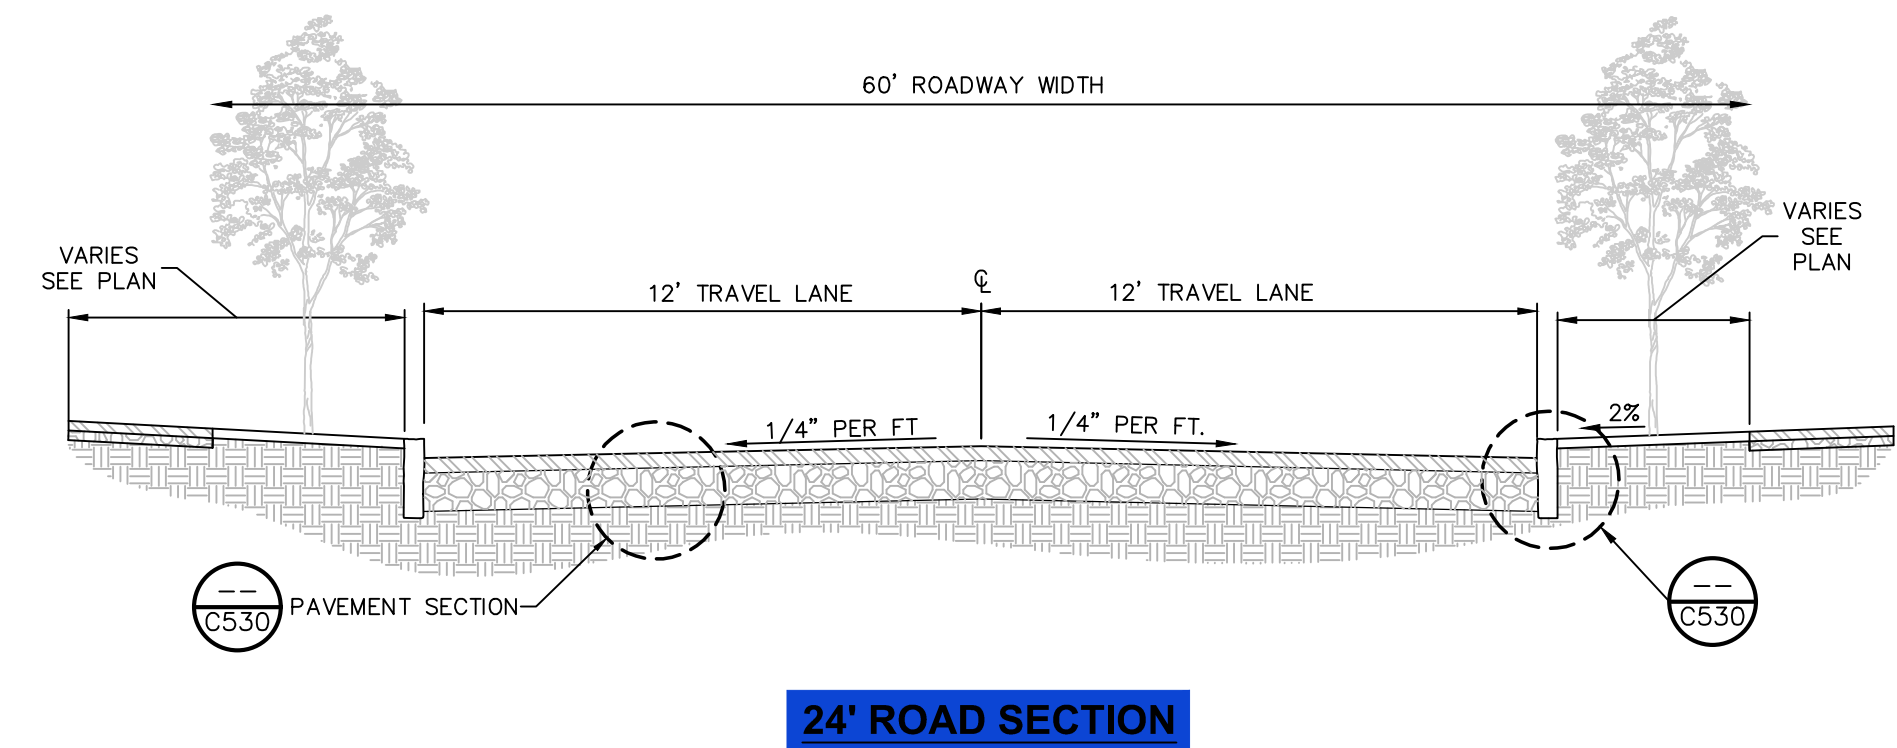 60' ROADWAY WIDTH
VARIES
SEE PLAN
VARIES
SEE
PLAN
12' TRAVEL LANE
℄
12' TRAVEL LANE
1/4" PER FT
1/4" PER FT.
2%
--
C530
PAVEMENT SECTION
--
C530
24' ROAD SECTION